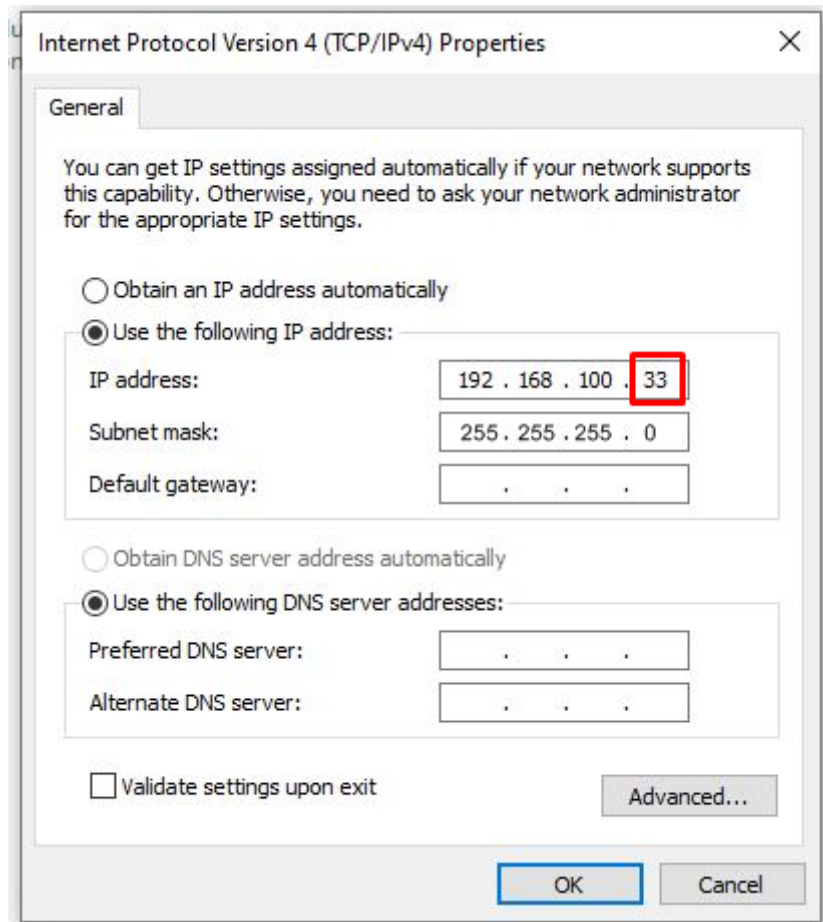 Internet Protocol Version 4 (TCP/IPv4) Properties
General
You can get IP settings assigned automatically if your network supports
this capability. Otherwise, you need to ask your network administrator
for the appropriate IP settings.
Obtain an IP address automatically
Use the following IP address:
IP address: 192 . 168 . 100 . 33
Subnet mask: 255 . 255 . 255 . 0
Default gateway: . . .
Obtain DNS server address automatically
Use the following DNS server addresses:
Preferred DNS server: . . .
Alternate DNS server: . . .
Validate settings upon exit
Advanced...
OK Cancel